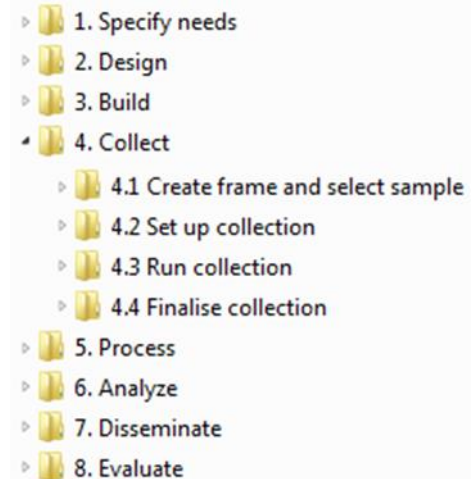 1. Specify needs
2. Design
3. Build
4. Collect
4.1 Create frame and select sample
4.2 Set up collection
4.3 Run collection
4.4 Finalise collection
5. Process
6. Analyze
7. Disseminate
8. Evaluate